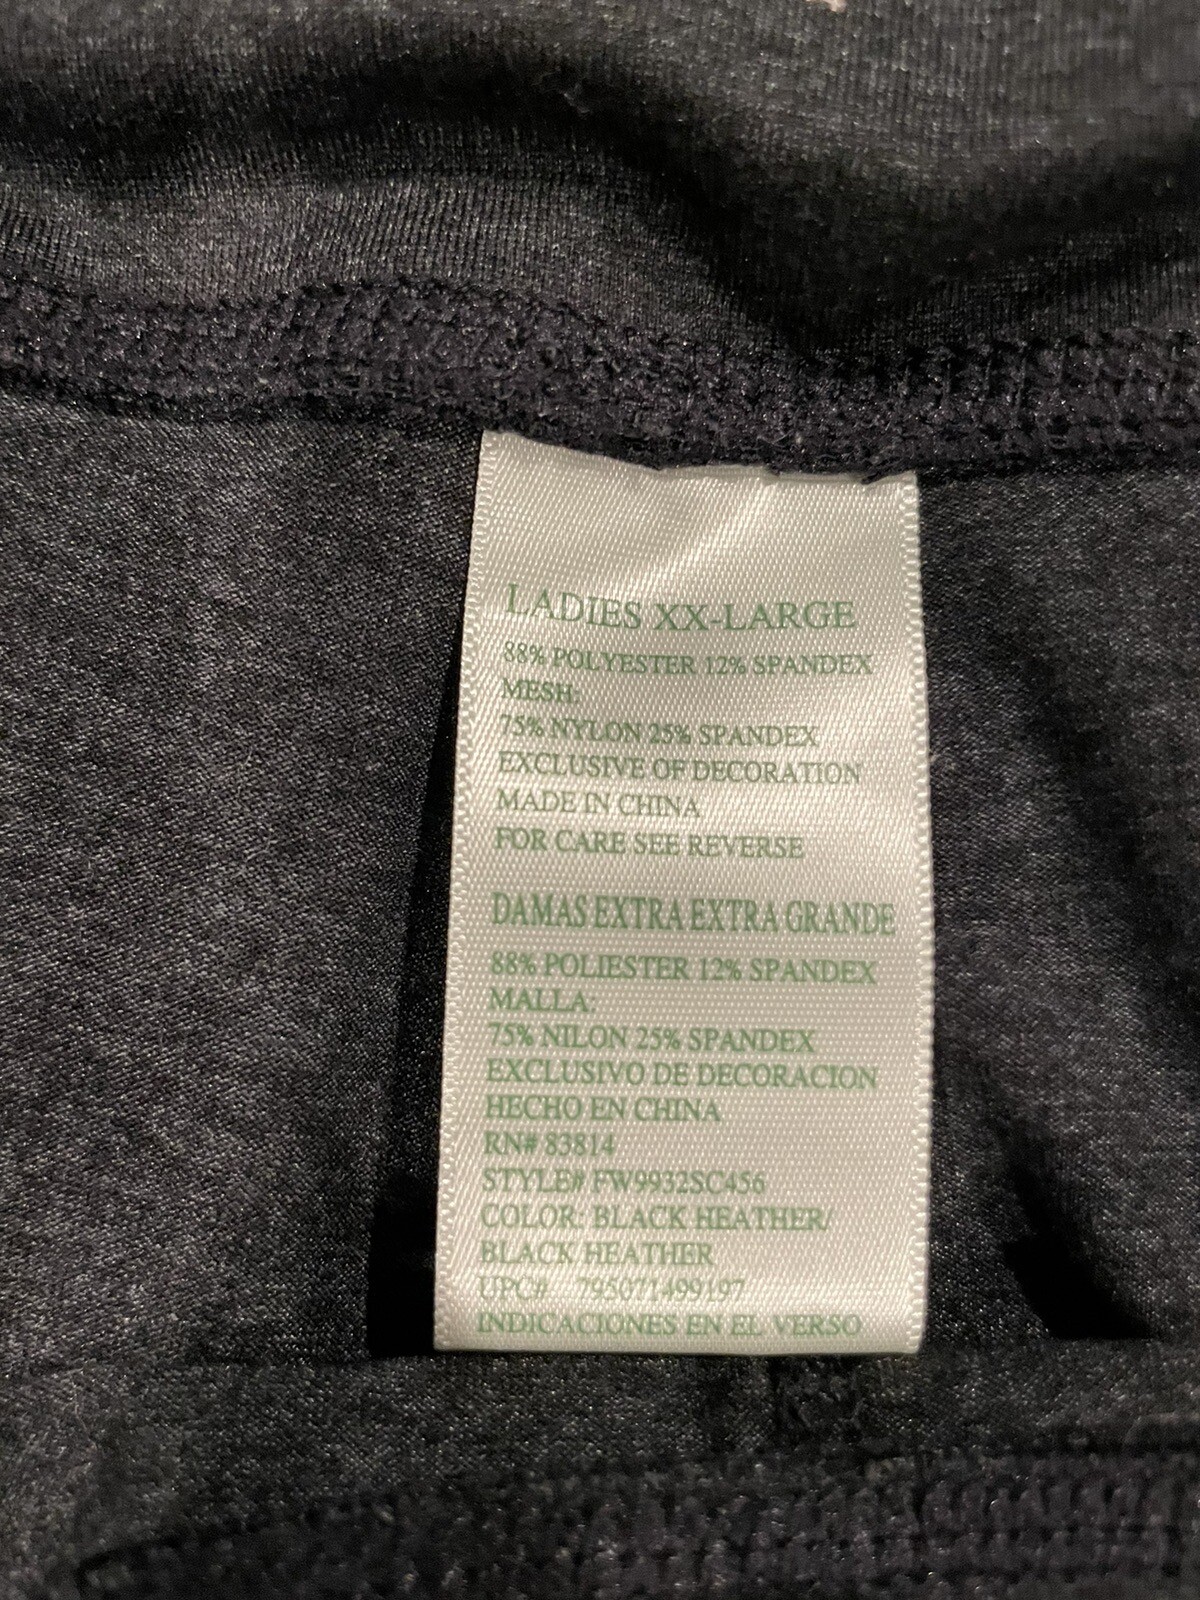 LADIES XX-LARGE
88% POLYESTER 12% SPANDEX
MESH:
75% NYLON 25% SPANDEX
EXCLUSIVE OF DECORATION
MADE IN CHINA
FOR CARE SEE REVERSE
DAMAS EXTRA EXTRA GRANDE
88% POLIESTER 12% SPANDEX
MALLA:
75% NILON 25% SPANDEX
EXCLUSIVO DE DECORACION
HECHO EN CHINA
RN# 83814
STYLE# FW9932SC456
COLOR: BLACK HEATHER/
BLACK HEATHER
UPC# 795071499197
INDICACIONES EN EL VERSO